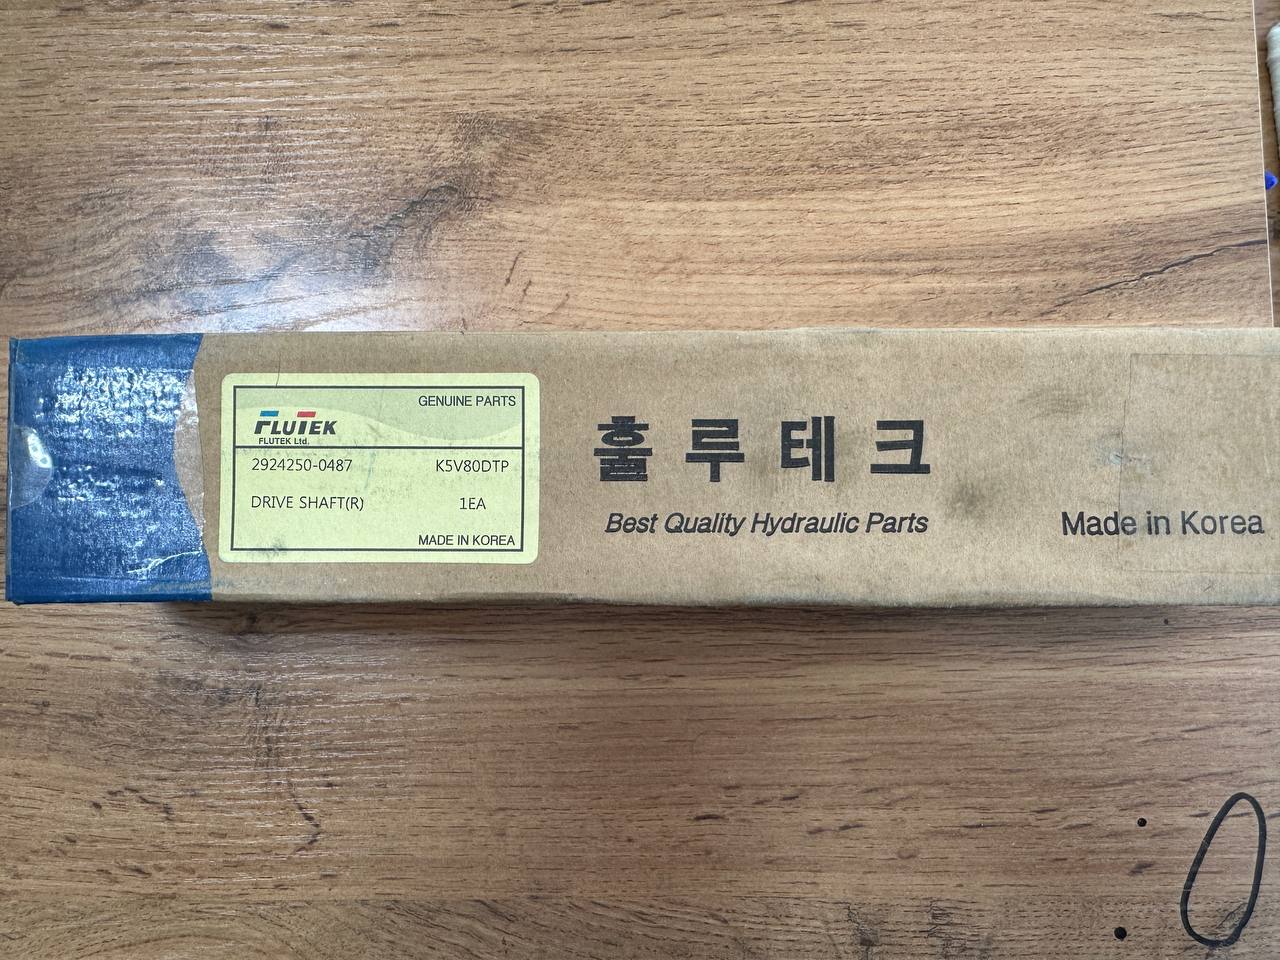 GENUINE PARTS
FLUTEK
FLUTEK Ltd.
2924250-0487 K5V80DTP
DRIVE SHAFT(R) 1EA
MADE IN KOREA
훌루테크
Best Quality Hydraulic Parts
Made in Korea